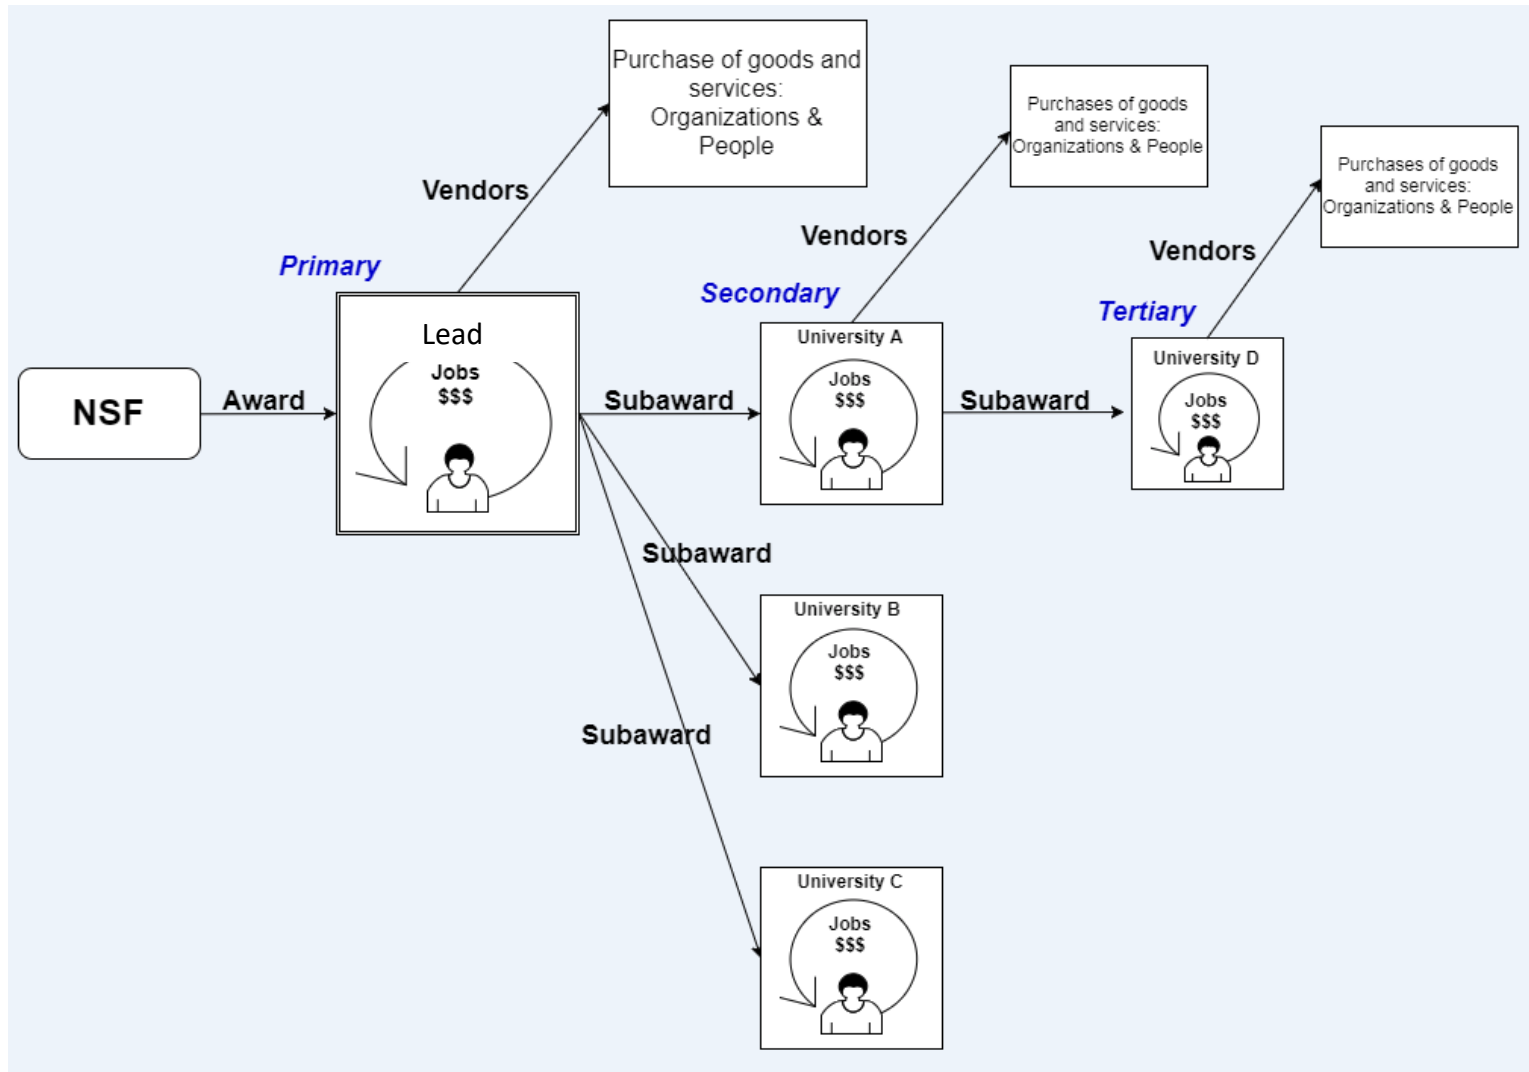 Purchase of goods and
services:
Organizations &
People
Purchases of goods
and services:
Organizations & People
Purchases of goods
and services:
Organizations & People
Vendors
Vendors
Vendors
Primary
Secondary
Tertiary
NSF
Award
Lead
Jobs
$$$
Subaward
University A
Jobs
$$$
Subaward
University D
Jobs
$$$
Subaward
University B
Jobs
$$$
Subaward
University C
Jobs
$$$